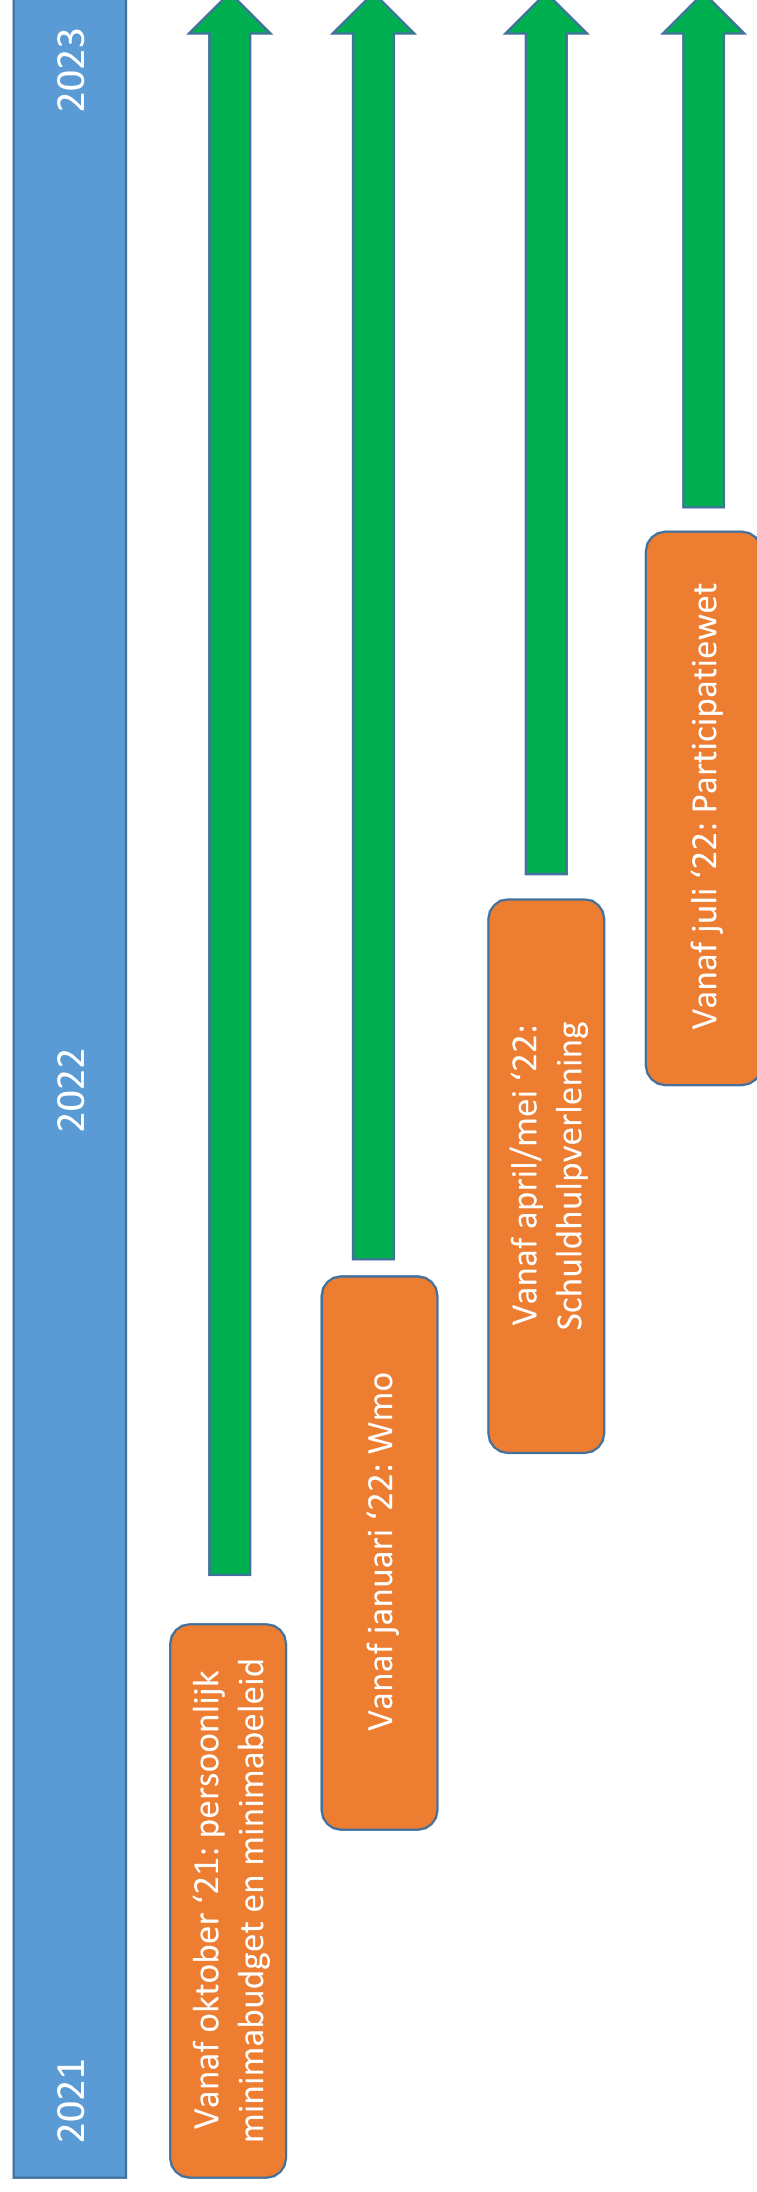 2021
2022
2023
Vanaf oktober ‘21: persoonlijk
minimabudget en minimabeleid
Vanaf januari ‘22: Wmo
Vanaf april/mei ‘22:
Schuldhulpverlening
Vanaf juli ‘22: Participatiewet